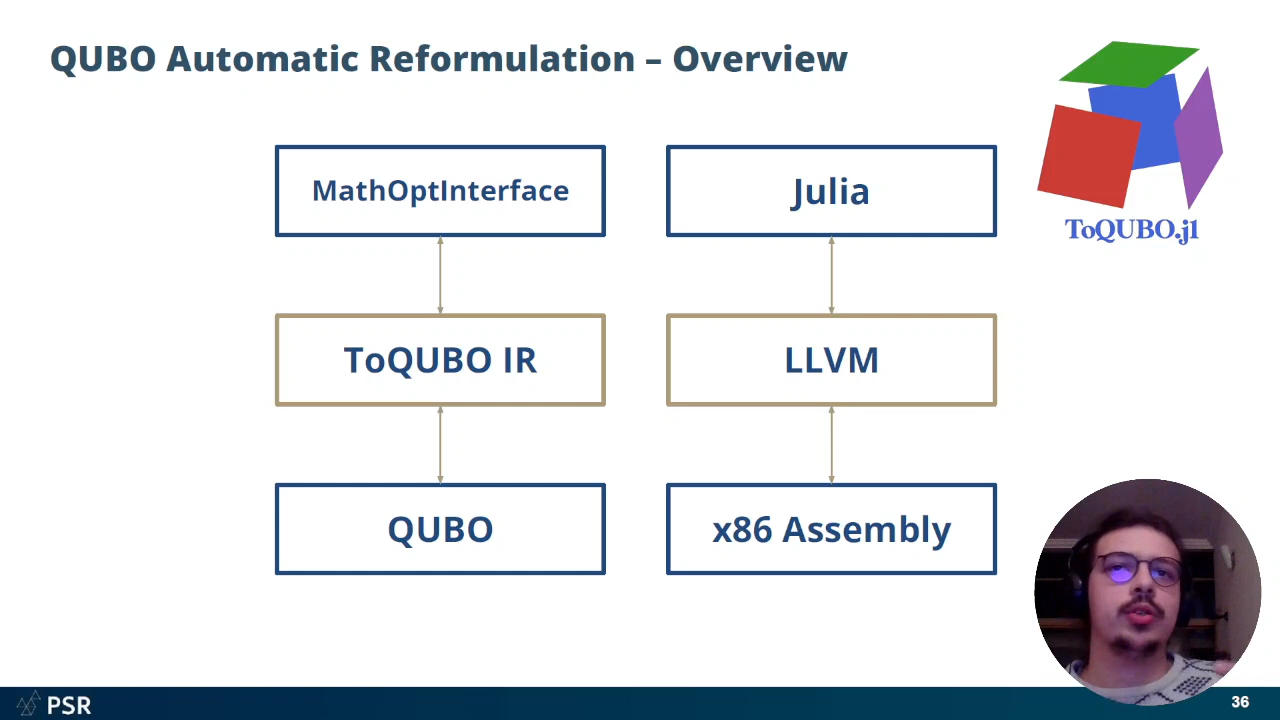 QUBO Automatic Reformulation – Overview
MathOptInterface
Julia
ToQUBO.jl
ToQUBO IR
LLVM
QUBO
x86 Assembly
PSR
36